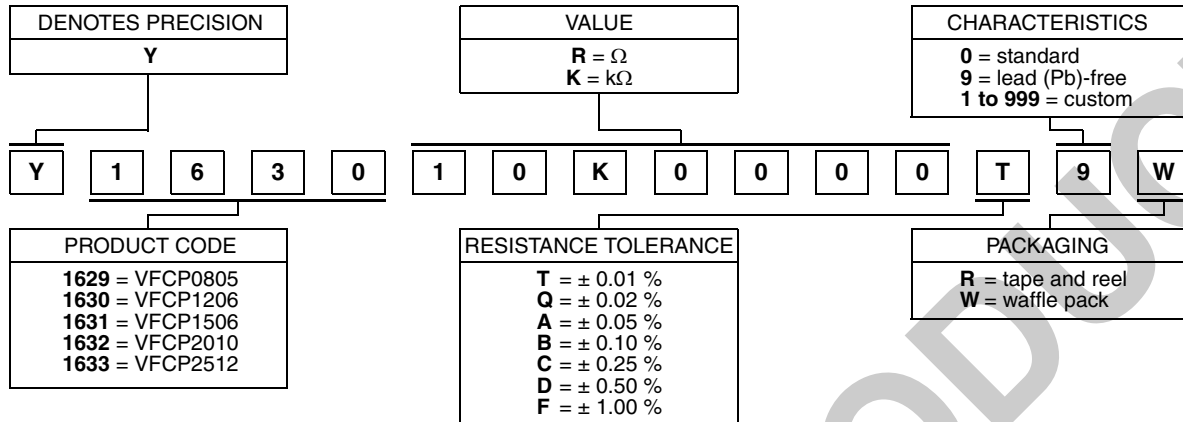 DENOTES PRECISION
Y
VALUE
R = Ω
K = kΩ
CHARACTERISTICS
0 = standard
9 = lead (Pb)-free
1 to 999 = custom
Y 1 6 3 0 1 0 K 0 0 0 0 T 9 W
PRODUCT CODE
1629 = VFCP0805
1630 = VFCP1206
1631 = VFCP1506
1632 = VFCP2010
1633 = VFCP2512
RESISTANCE TOLERANCE
T = ± 0.01 %
Q = ± 0.02 %
A = ± 0.05 %
B = ± 0.10 %
C = ± 0.25 %
D = ± 0.50 %
F = ± 1.00 %
PACKAGING
R = tape and reel
W = waffle pack